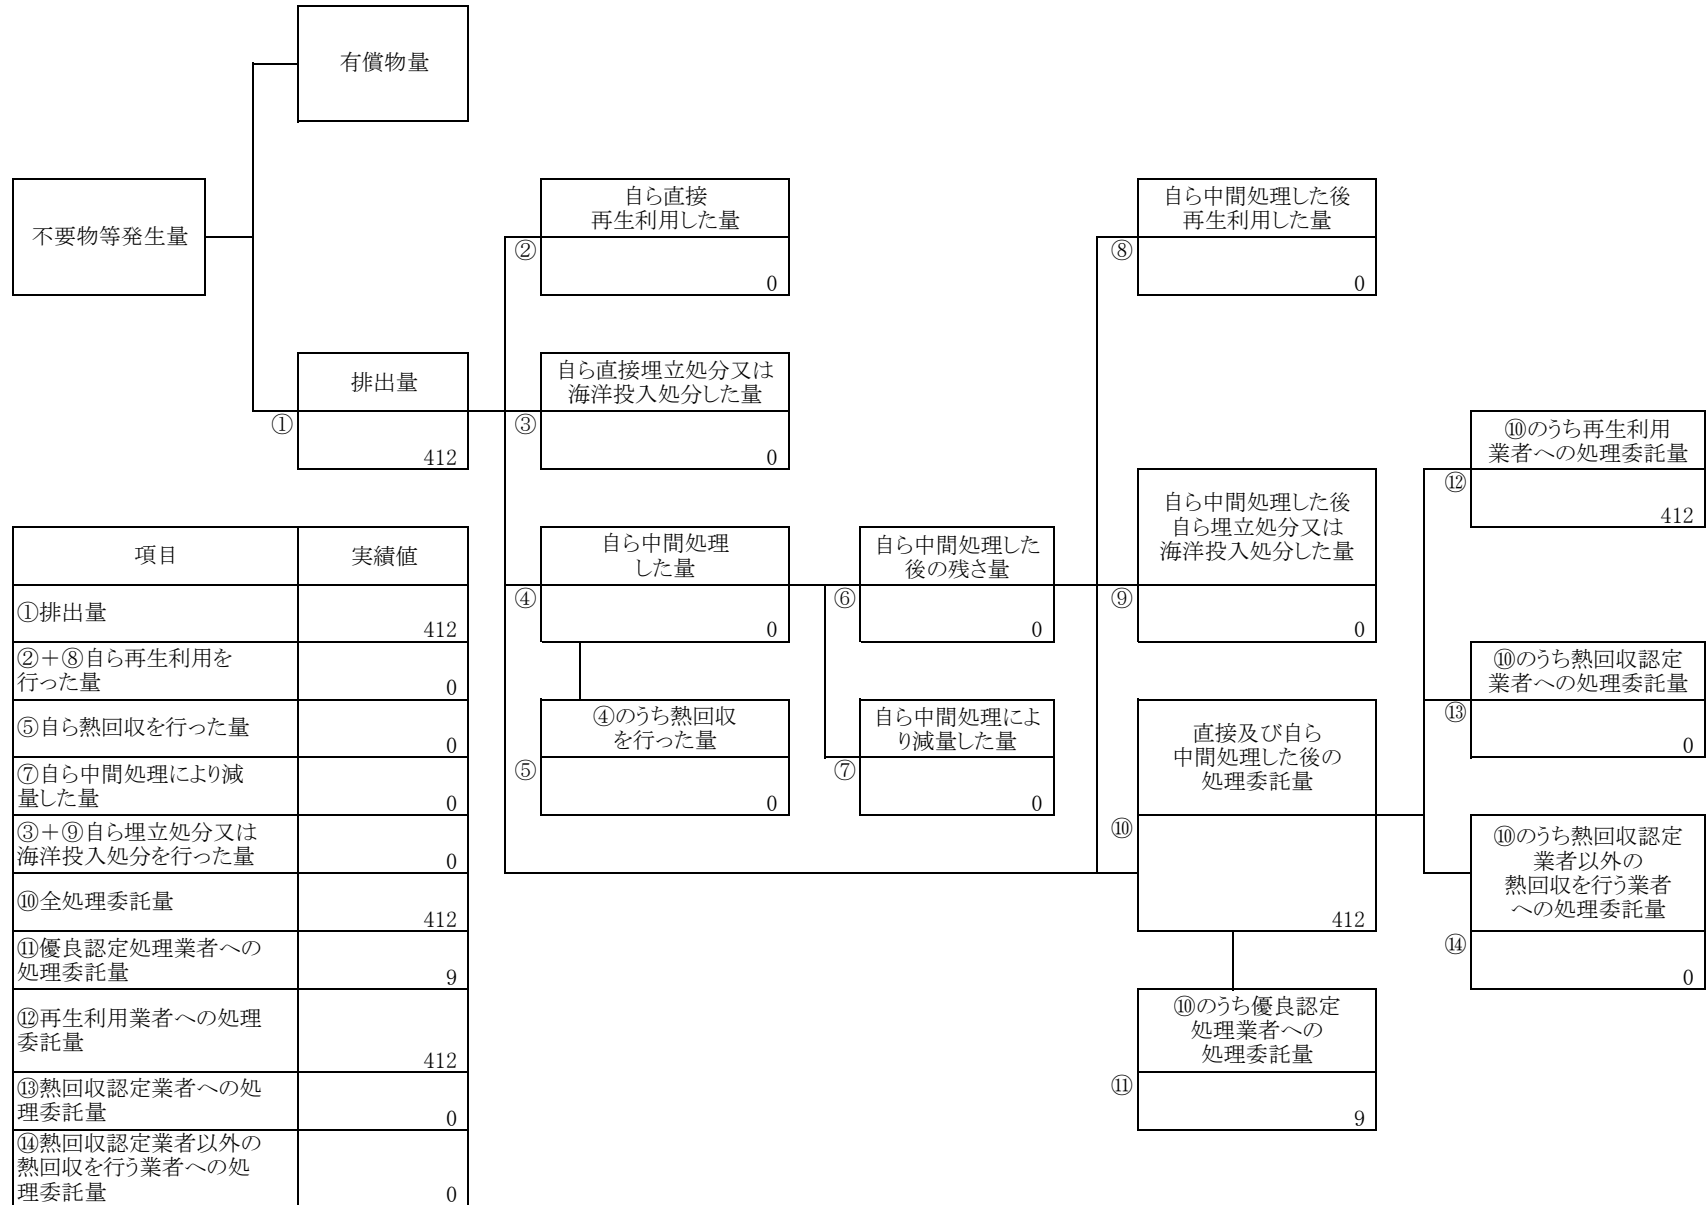 有償物量
不要物等発生量
自ら直接
再生利用した量
②
0
自ら中間処理した後
再生利用した量
⑧
0
排出量
①
412
自ら直接埋立処分又は
海洋投入処分した量
③
0
⑩のうち再生利用
業者への処理委託量
⑫
412
自ら中間処理
した量
④
0
自ら中間処理した
後の残さ量
⑥
0
自ら中間処理した後
自ら埋立処分又は
海洋投入処分した量
⑨
0
⑩のうち熱回収認定
業者への処理委託量
⑬
0
④のうち熱回収
を行った量
⑤
0
自ら中間処理によ
り減量した量
⑦
0
直接及び自ら
中間処理した後の
処理委託量
⑩
412
⑩のうち熱回収認定
業者以外の
熱回収を行う業者
への処理委託量
⑭
0
⑩のうち優良認定
処理業者への
処理委託量
⑪
9
項目 実績値
①排出量
412
②＋⑧自ら再生利用を
行った量 0
⑤自ら熱回収を行った量
0
⑦自ら中間処理により減
量した量 0
③＋⑨自ら埋立処分又は
海洋投入処分を行った量 0
⑩全処理委託量
412
⑪優良認定処理業者への
処理委託量 9
⑫再生利用業者への処理
委託量
412
⑬熱回収認定業者への処
理委託量 0
⑭熱回収認定業者以外の
熱回収を行う業者への処
理委託量 0